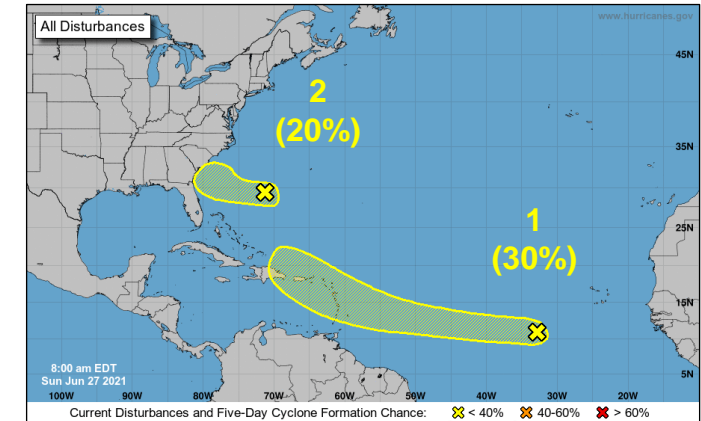 All Disturbances
www.hurricanes.gov
45N
2
(20%)
35N
1
(30%)
25N
15N
8:00 am EDT
Sun Jun 27 2021
5N
100W 90W 80W 70W 60W 50W 40W 30W 20W
Current Disturbances and Five-Day Cyclone Formation Chance: < 40% 40-60% > 60%